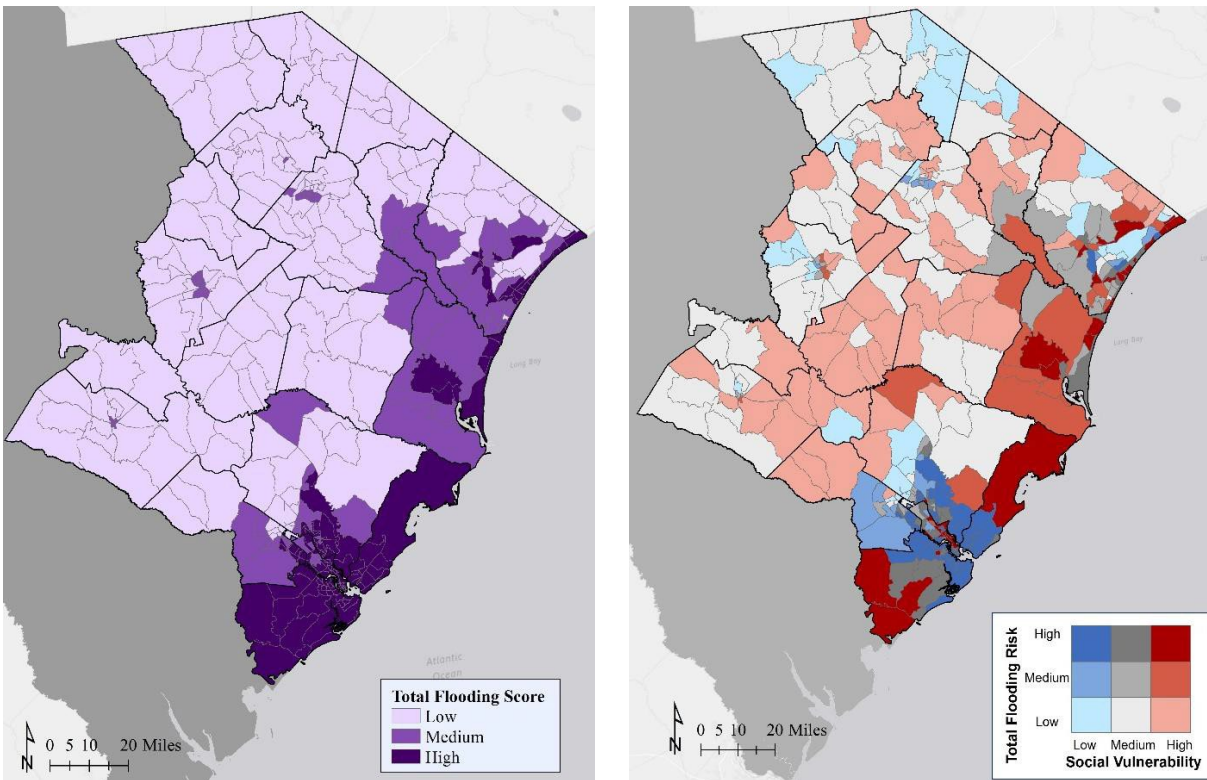 Long Bay
Atlantic
Ocean
N
0 5 10 20 Miles
Total Flooding Score
Low
Medium
High
Long Bay
N
0 5 10 20 Miles
Total Flooding Risk
High
Medium
Low
Low Medium High
Social Vulnerability